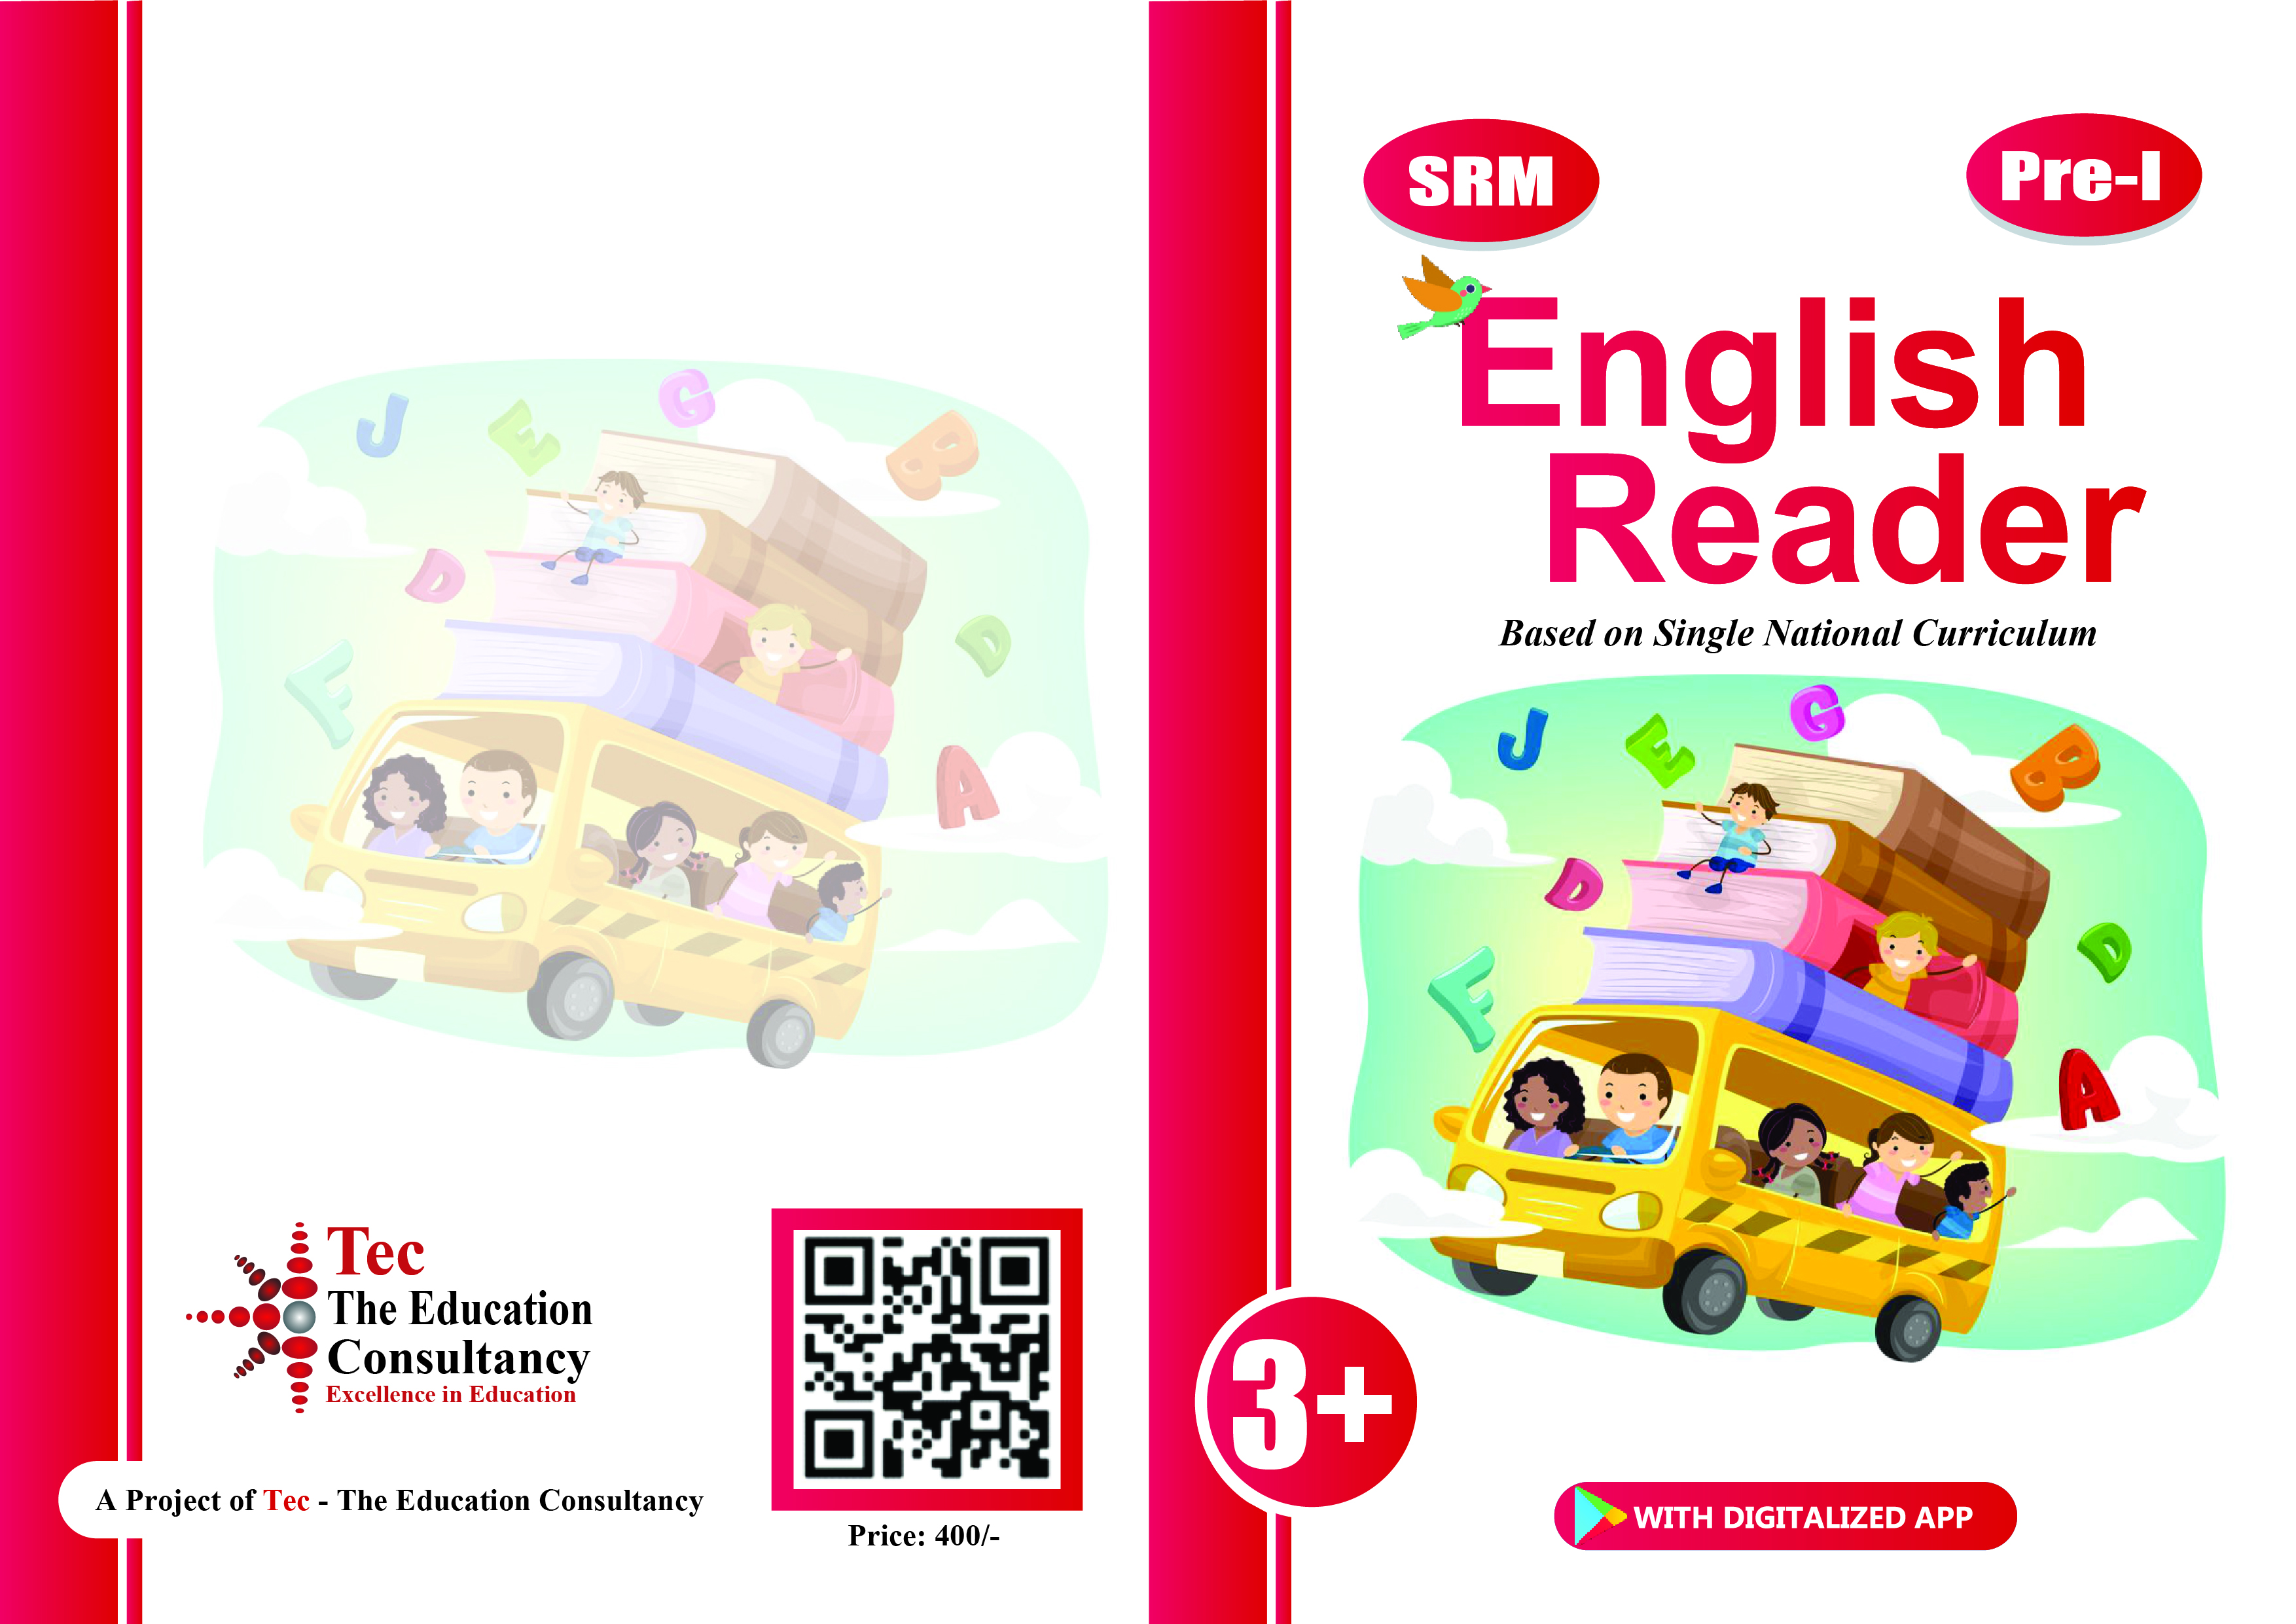 J
E
G
B
D
D
F
A
Tec
The Education
Consultancy
Excellence in Education
A Project of Tec - The Education Consultancy
Price: 400/-
SRM
Pre-I
English
Reader
Based on Single National Curriculum
J
E
G
B
D
D
F
A
3+
WITH DIGITALIZED APP